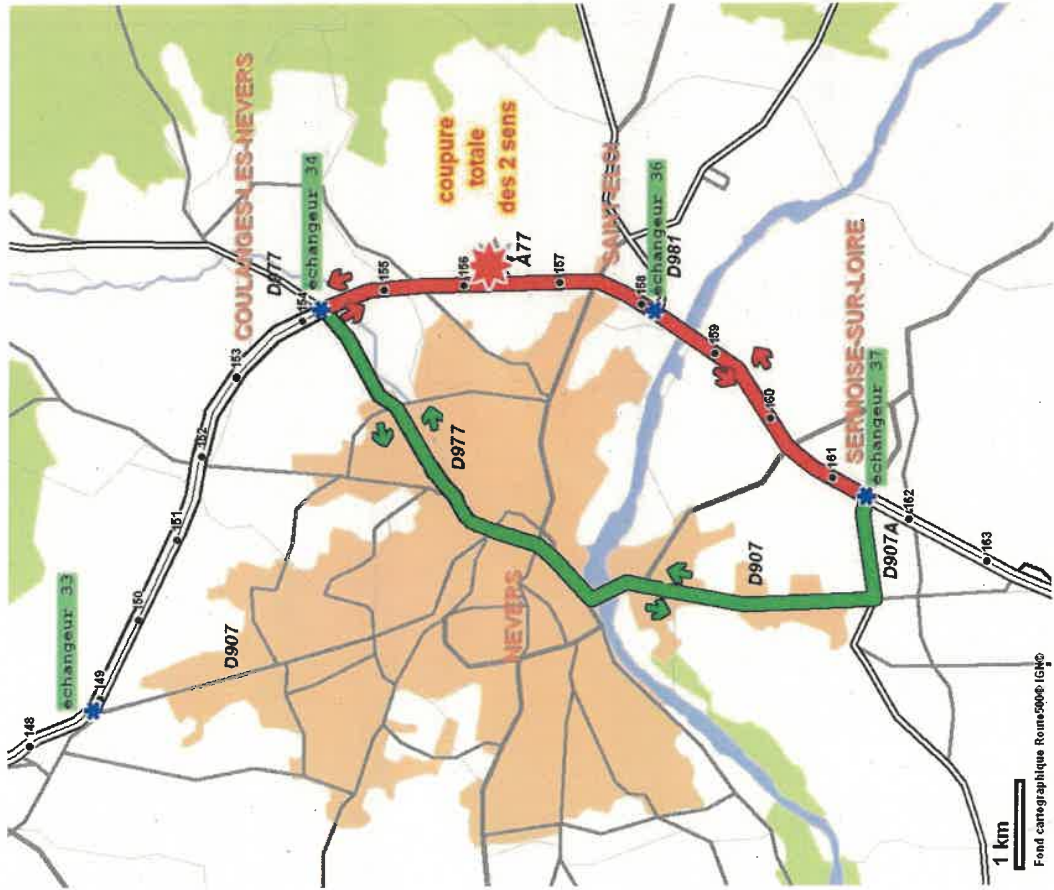 148
echangeur 33
149
150
151
152
153
154
D977
COULANGES-LES-NEVERS
echangeur 34
155
coupure
totale
des 2 sens
156
A77
157
SAINT-ELOI
158
echangeur 36
D981
159
160
161
SERMOISE-SUR-LOIRE
echangeur 37
162
163
D907
D977
NEVERS
D907
D907A
1 km
Fond cartographique Route500® IGN©